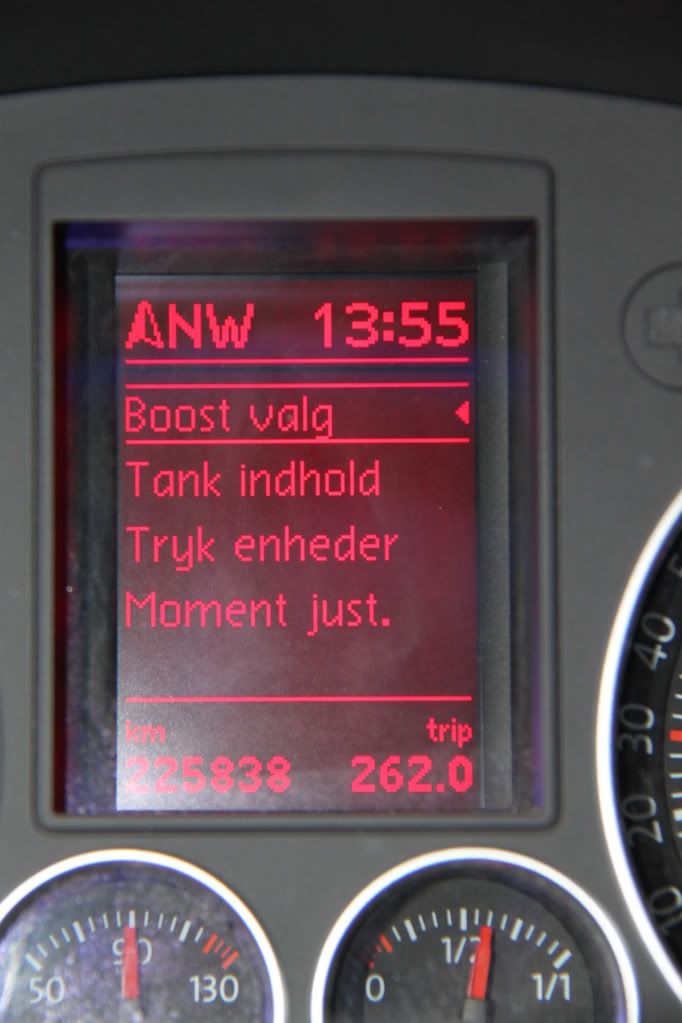 ANW 13:55
Boost valg
Tank indhold
Tryk enheder
Moment just.
km trip
225838 262.0
50 90 130
0 1/2 1/1
40
30
20
10